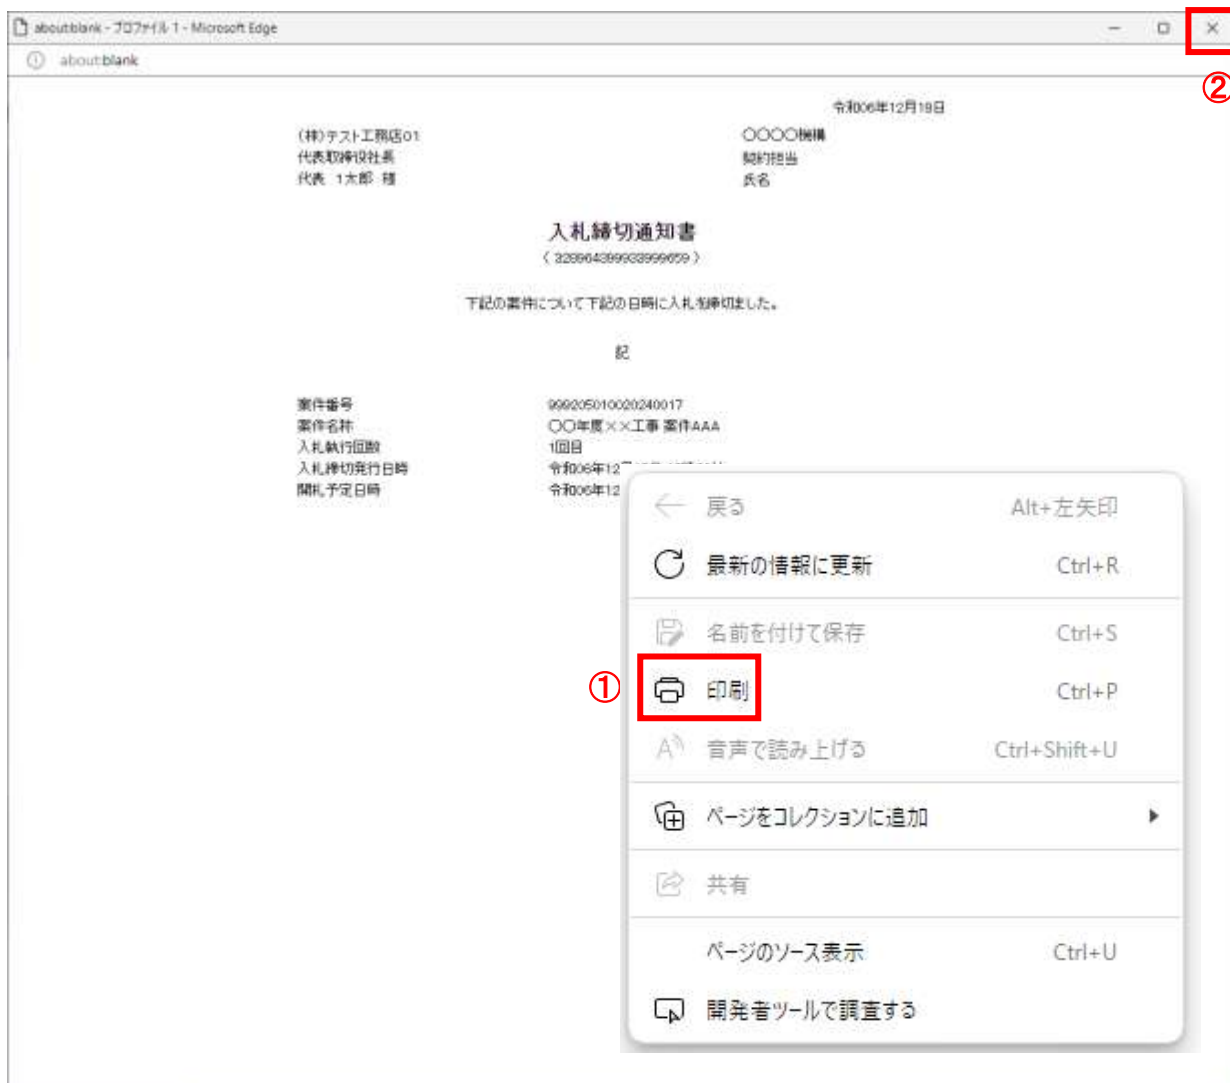 about:blank - プロファイル 1 - Microsoft Edge
about:blank
②
令和06年12月19日
(株)テスト工務店01
〇〇〇〇機構
代表取締役社長
契約担当
代表 1太郎 様
氏名
入札締切通知書
下記の案件について下記の日時に入札を締切ました。
記
案件番号 999205010020240017
案件名称 〇〇年度××工事 案件AAA
入札執行回数 1回目
入札締切発行日時 令和06年12
開札予定日時 令和06年12
戻る Alt+左矢印
最新の情報に更新 Ctrl+R
名前を付けて保存 Ctrl+S
① 印刷 Ctrl+P
音声で読み上げる Ctrl+Shift+U
ページをコレクションに追加
共有
ページのソース表示 Ctrl+U
開発者ツールで調査する